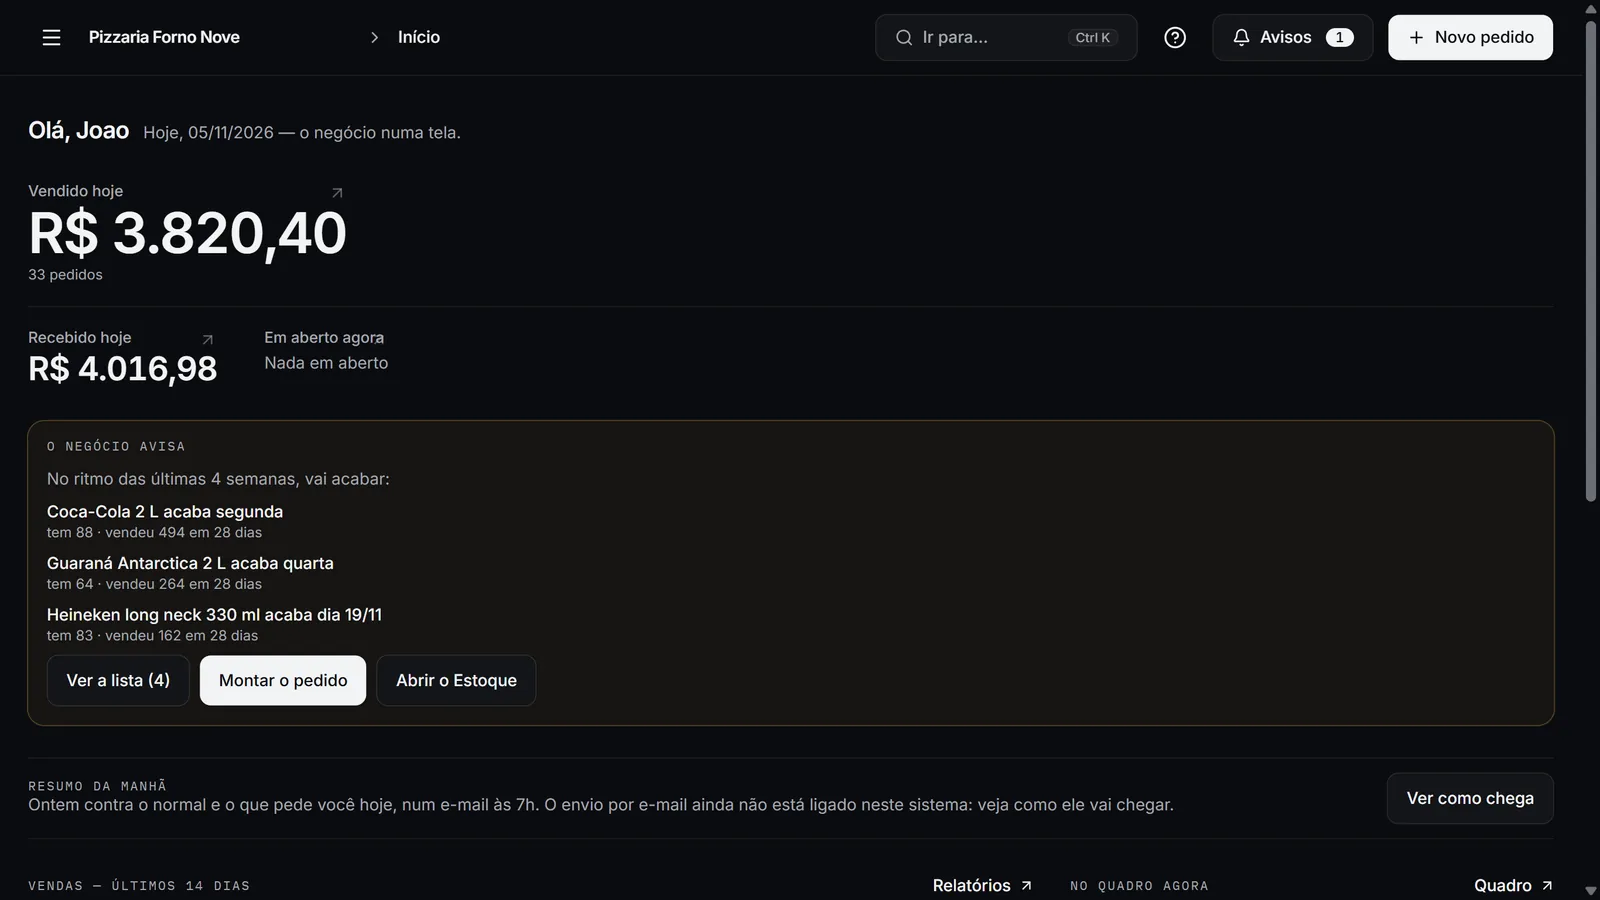 Pizzaria Forno Nove
Início
Ir para...
Ctrl K
Avisos
1
Novo pedido
Olá, Joao
Hoje, 05/11/2026 — o negócio numa tela.
Vendido hoje
R$ 3.820,40
33 pedidos
Recebido hoje
R$ 4.016,98
Em aberto agora
Nada em aberto
O NEGÓCIO AVISA
No ritmo das últimas 4 semanas, vai acabar:
Coca-Cola 2 L acaba segunda
tem 88 · vendeu 494 em 28 dias
Guaraná Antarctica 2 L acaba quarta
tem 64 · vendeu 264 em 28 dias
Heineken long neck 330 ml acaba dia 19/11
tem 83 · vendeu 162 em 28 dias
Ver a lista (4)
Montar o pedido
Abrir o Estoque
RESUMO DA MANHÃ
Ontem contra o normal e o que pede você hoje, num e-mail às 7h. O envio por e-mail ainda não está ligado neste sistema: veja como ele vai chegar.
Ver como chega
VENDAS — ÚLTIMOS 14 DIAS
Relatórios
NO QUADRO AGORA
Quadro